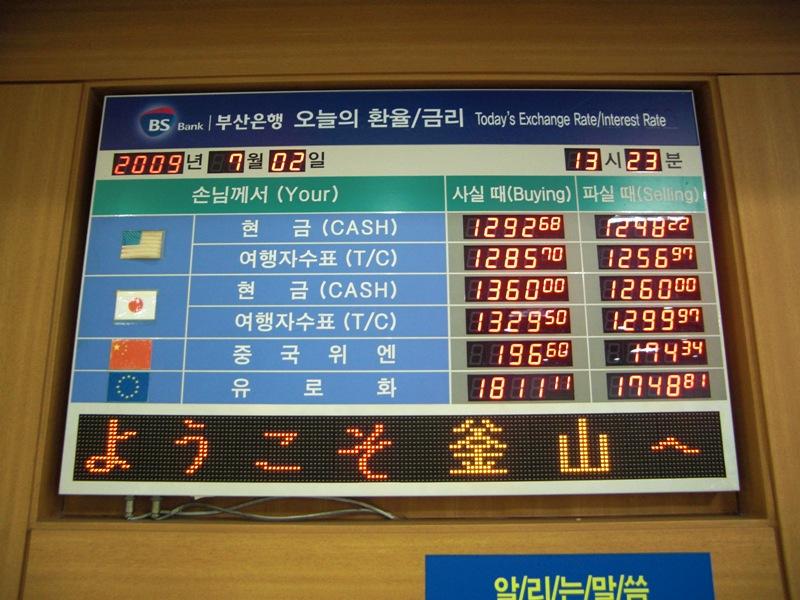 BS Bank | 부산은행 오늘의 환율/금리 Today's Exchange Rate/Interest Rate
2009년 7월 02일 13시 23분
손님께서 (Your) 사실 때(Buying) 파실 때(Selling)
현 금 (CASH) 1292.68 1248.22
여행자수표 (T/C) 1285.70 1256.97
현 금 (CASH) 1360.00 1260.00
여행자수표 (T/C) 1329.50 1299.97
중 국 위 엔 196.60 174.34
유 로 화 1811.11 1748.81
ようこそ釜山へ
알/리/는/말/씀